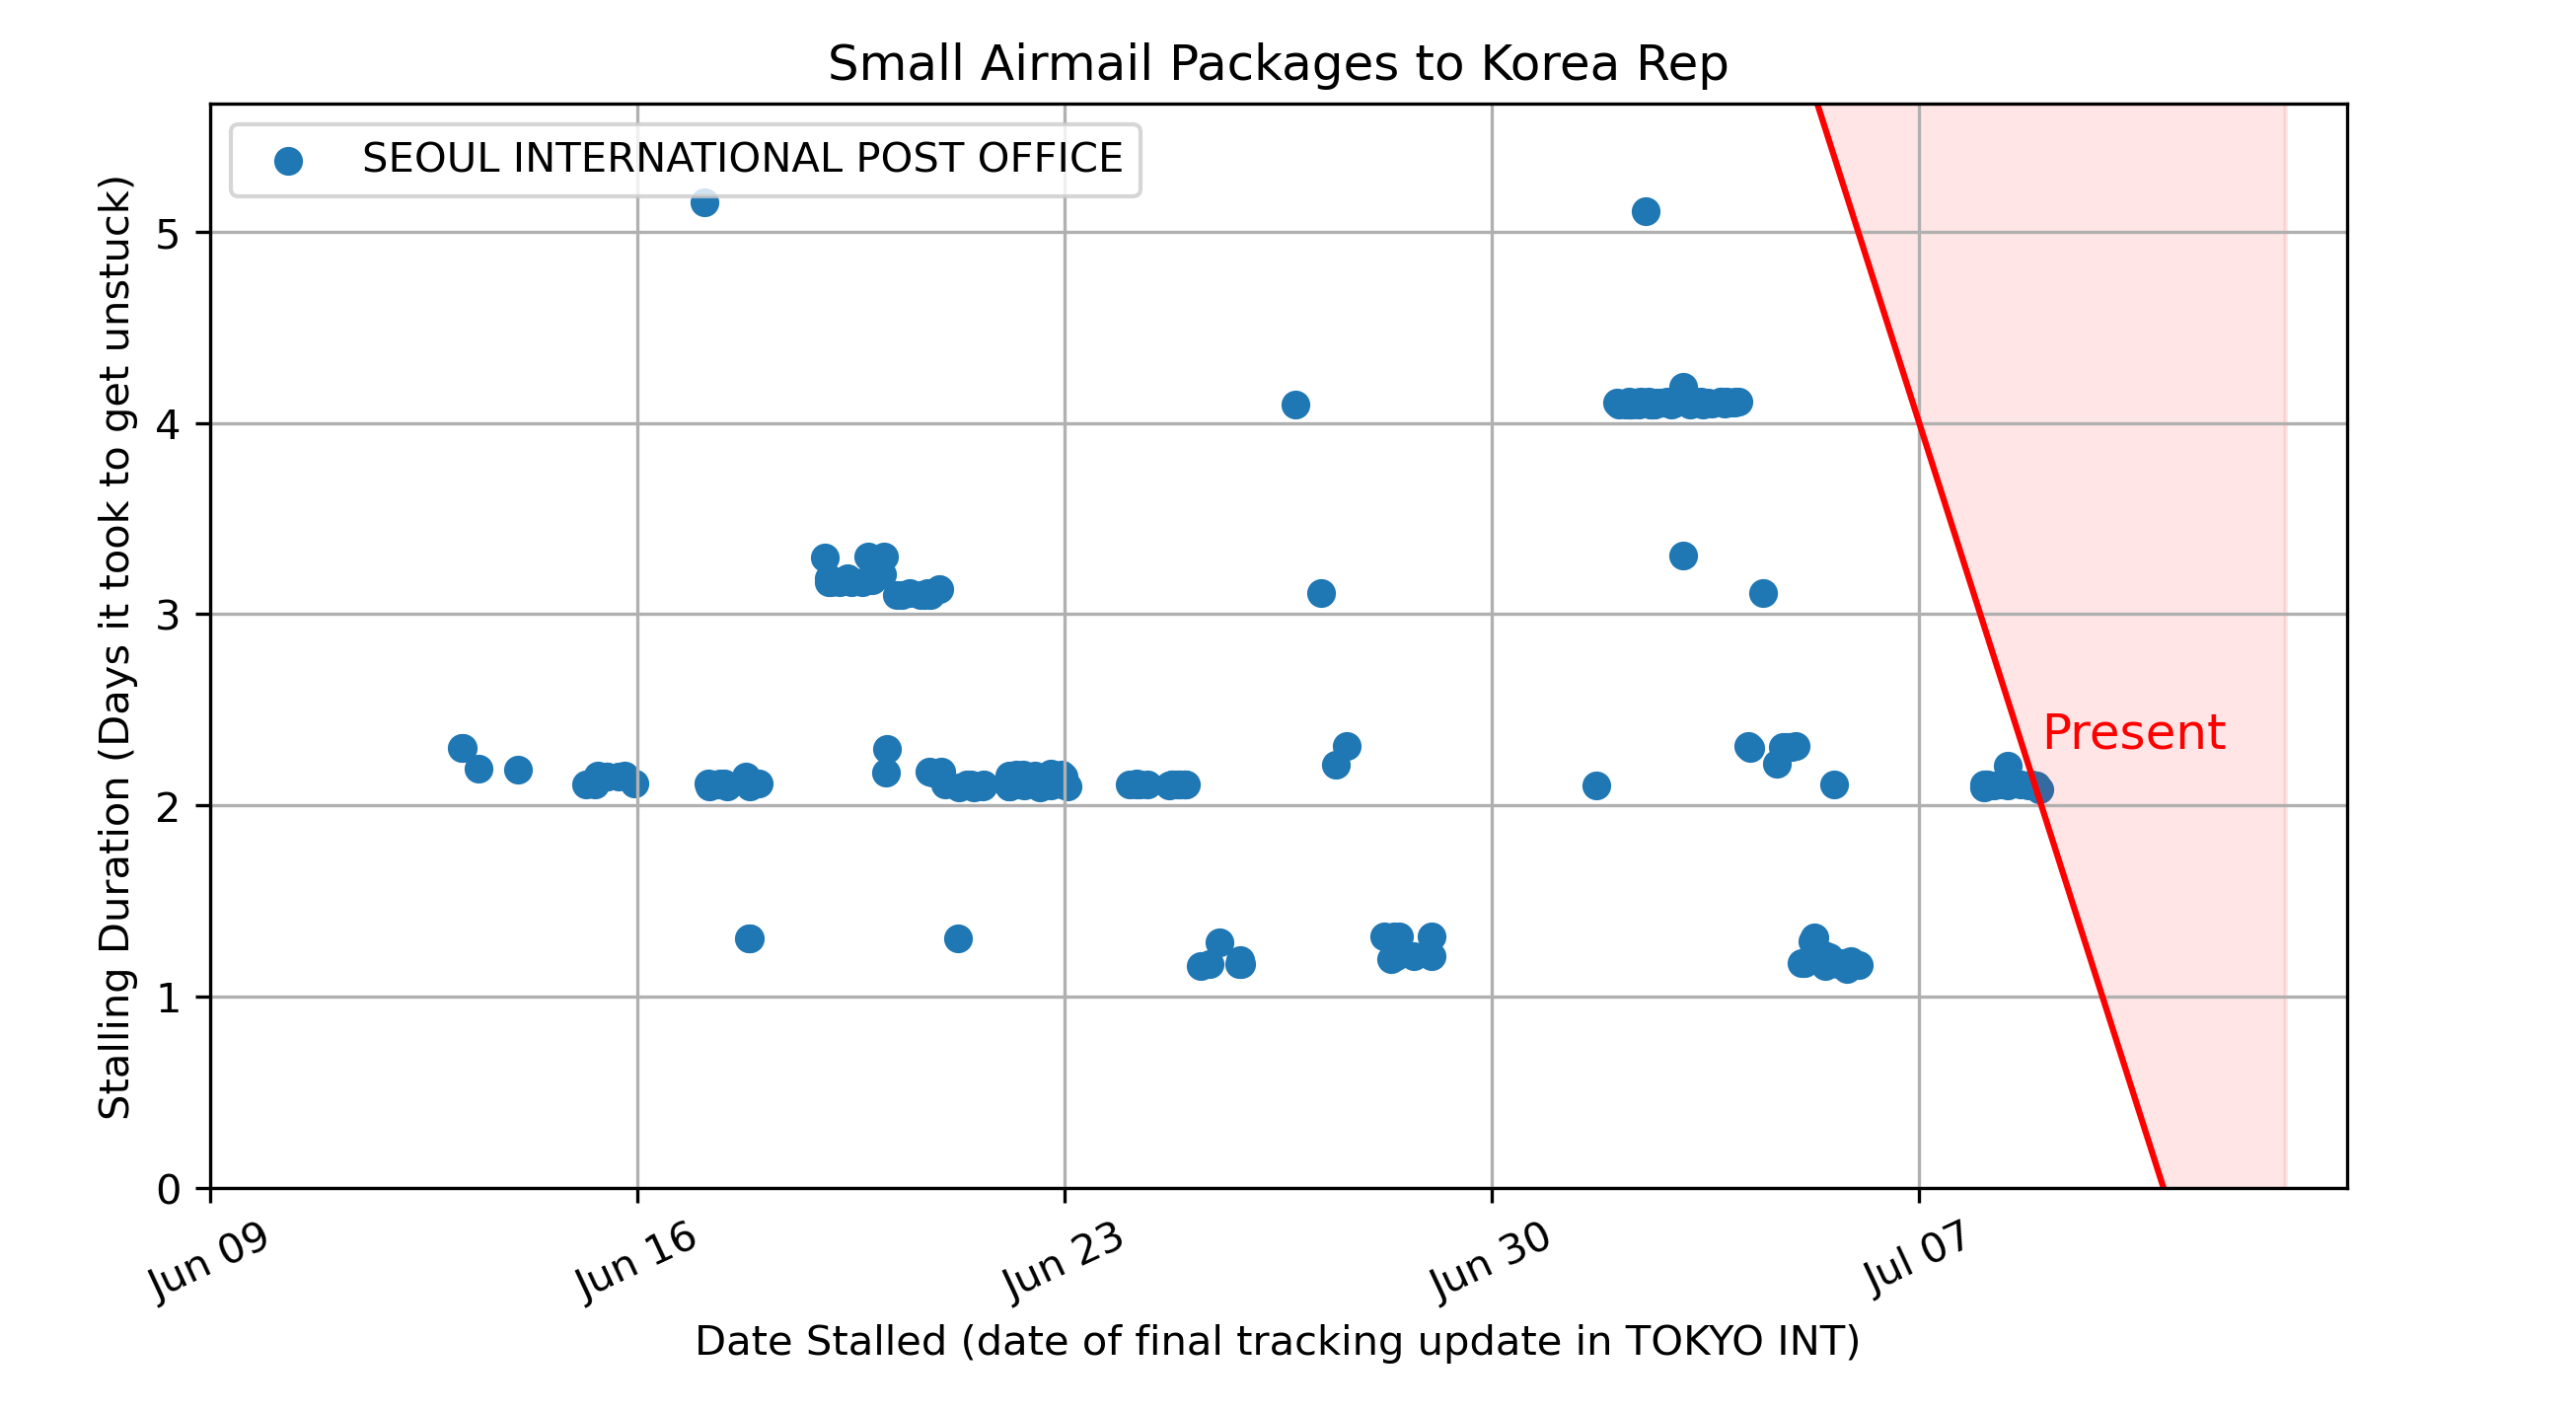 Small Airmail Packages to Korea Rep
SEOUL INTERNATIONAL POST OFFICE
Stalling Duration (Days it took to get unstuck)
5
4
3
2
1
0
Present
Jun 09
Jun 16
Jun 23
Jun 30
Jul 07
Date Stalled (date of final tracking update in TOKYO INT)